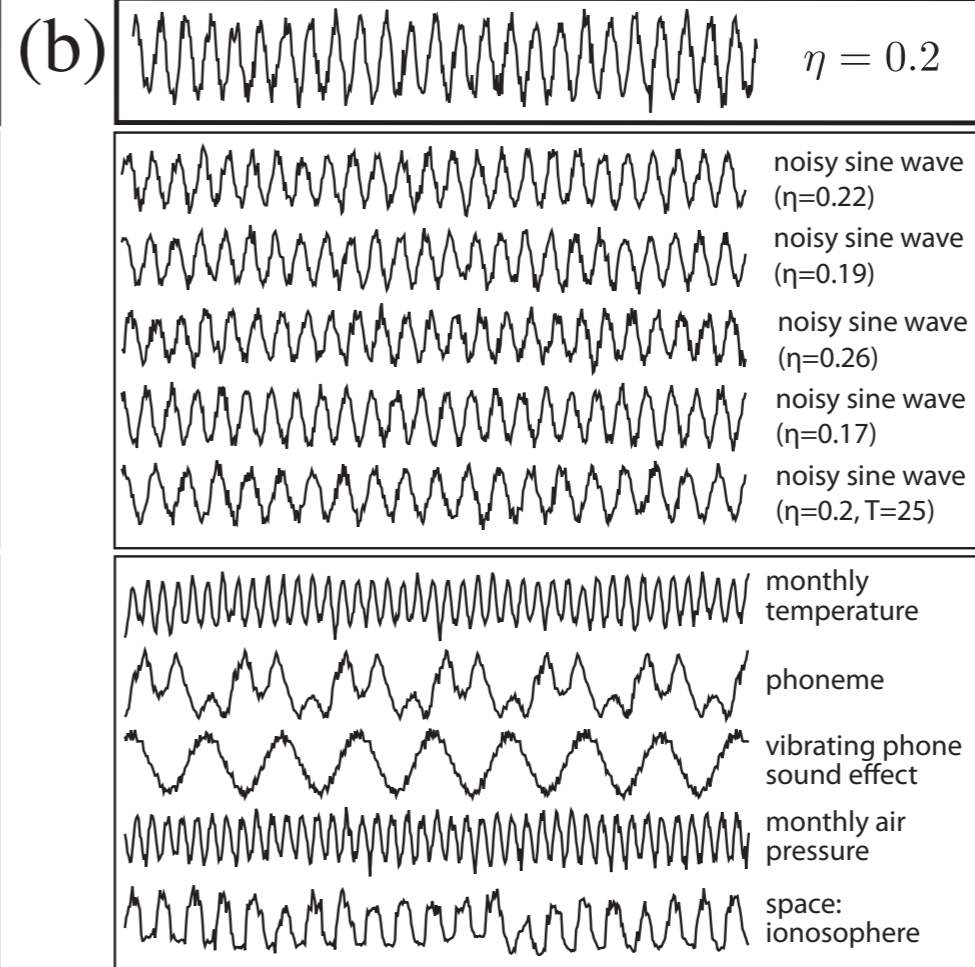 (b)
η = 0.2
noisy sine wave
(η=0.22)
noisy sine wave
(η=0.19)
noisy sine wave
(η=0.26)
noisy sine wave
(η=0.17)
noisy sine wave
(η=0.2, T=25)
monthly
temperature
phoneme
vibrating phone
sound effect
monthly air
pressure
space:
ionosophere